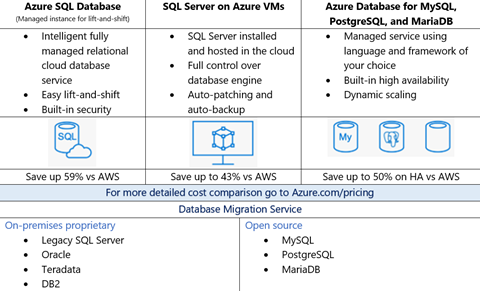 Azure SQL Database
(Managed instance for lift-and-shift)
• Intelligent fully
managed relational
cloud database
service
• Easy lift-and-shift
• Built-in security
SQL
Save up 59% vs AWS
SQL Server on Azure VMs
• SQL Server installed
and hosted in the cloud
• Full control over
database engine
• Auto-patching and
auto-backup
Save up to 43% vs AWS
Azure Database for MySQL,
PostgreSQL, and MariaDB
• Managed service using
language and framework of
your choice
• Built-in high availability
• Dynamic scaling
My
Save up to 50% on HA vs AWS
For more detailed cost comparison go to Azure.com/pricing
Database Migration Service
On-premises proprietary
• Legacy SQL Server
• Oracle
• Teradata
• DB2
Open source
• MySQL
• PostgreSQL
• MariaDB